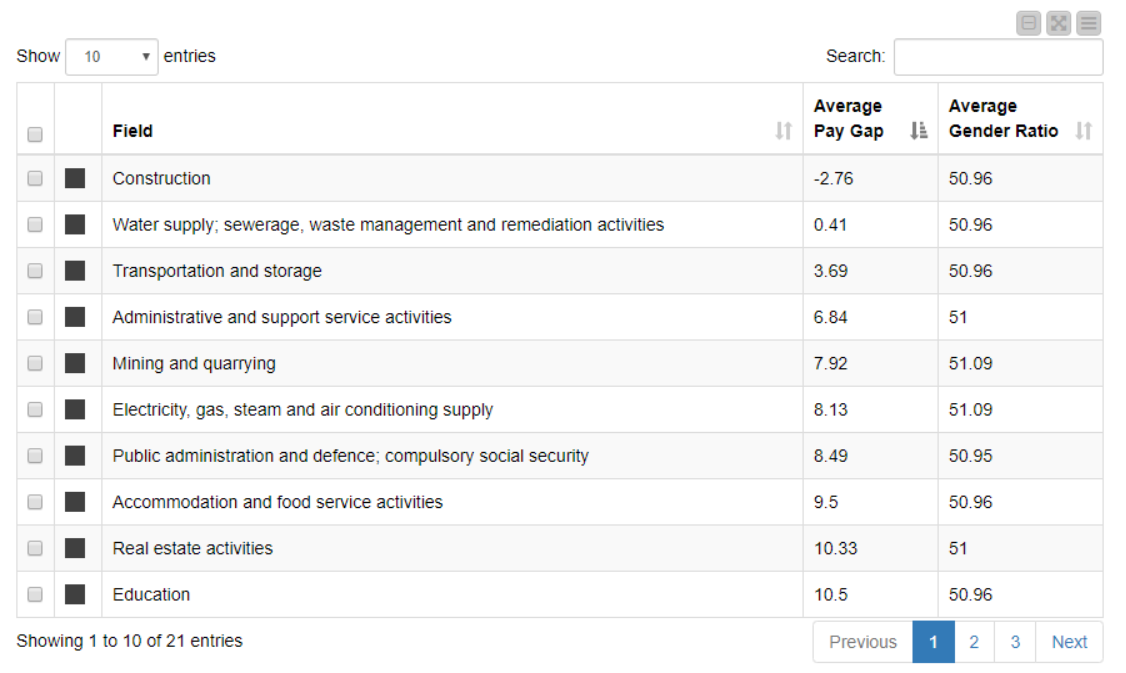 Show 10 entries Search:
Field Average Pay Gap Average Gender Ratio
Construction -2.76 50.96
Water supply; sewerage, waste management and remediation activities 0.41 50.96
Transportation and storage 3.69 50.96
Administrative and support service activities 6.84 51
Mining and quarrying 7.92 51.09
Electricity, gas, steam and air conditioning supply 8.13 51.09
Public administration and defence; compulsory social security 8.49 50.95
Accommodation and food service activities 9.5 50.96
Real estate activities 10.33 51
Education 10.5 50.96
Showing 1 to 10 of 21 entries Previous 1 2 3 Next